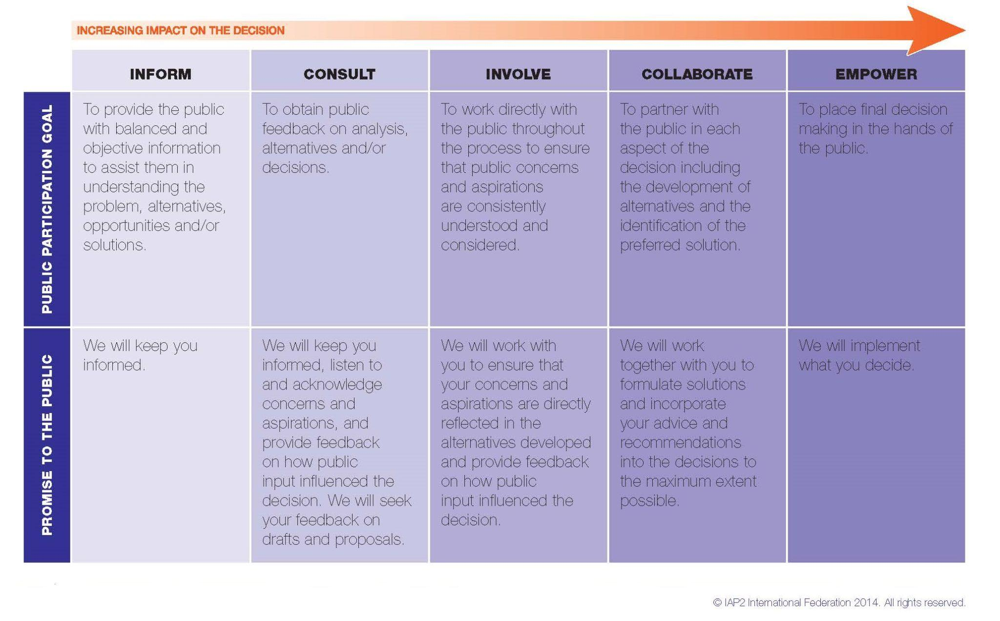 INCREASING IMPACT ON THE DECISION
INFORM
CONSULT
INVOLVE
COLLABORATE
EMPOWER
PUBLIC PARTICIPATION GOAL
To provide the public
with balanced and
objective information
to assist them in
understanding the
problem, alternatives,
opportunities and/or
solutions.
To obtain public
feedback on analysis,
alternatives and/or
decisions.
To work directly with
the public throughout
the process to ensure
that public concerns
and aspirations
are consistently
understood and
considered.
To partner with
the public in each
aspect of the
decision including
the development of
alternatives and the
identification of the
preferred solution.
To place final decision
making in the hands of
the public.
PROMISE TO THE PUBLIC
We will keep you
informed.
We will keep you
informed, listen to
and acknowledge
concerns and
aspirations, and
provide feedback
on how public
input influenced the
decision. We will seek
your feedback on
drafts and proposals.
We will work with
you to ensure that
your concerns and
aspirations are directly
reflected in the
alternatives developed
and provide feedback
on how public
input influenced the
decision.
We will work
together with you to
formulate solutions
and incorporate
your advice and
recommendations
into the decisions to
the maximum extent
possible.
We will implement
what you decide.
© IAP2 International Federation 2014. All rights reserved.